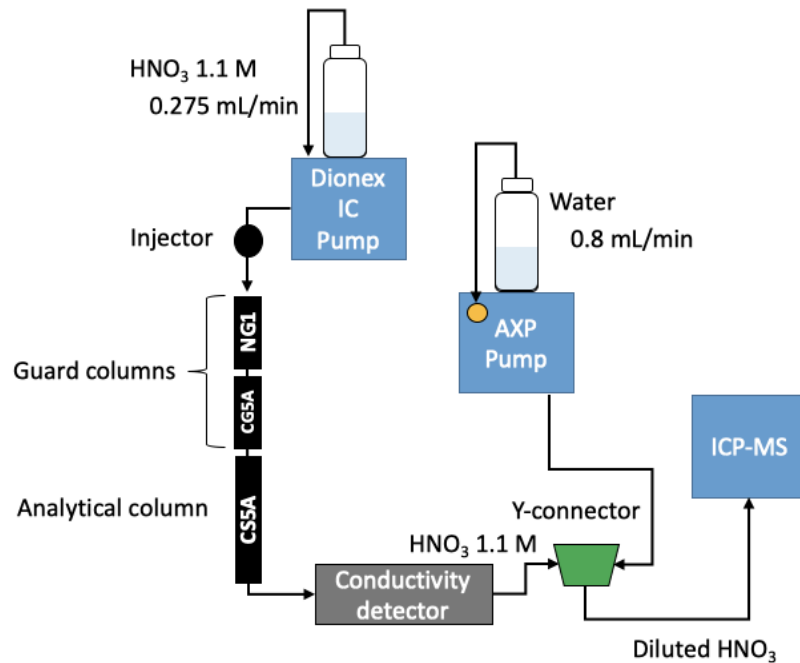 HNO₃ 1.1 M
0.275 mL/min
Dionex
IC
Pump
Injector
Water
0.8 mL/min
AXP
Pump
NG1
Guard columns
CG5A
ICP-MS
Analytical column
CS5A
Y-connector
HNO₃ 1.1 M
Conductivity
detector
Diluted HNO₃